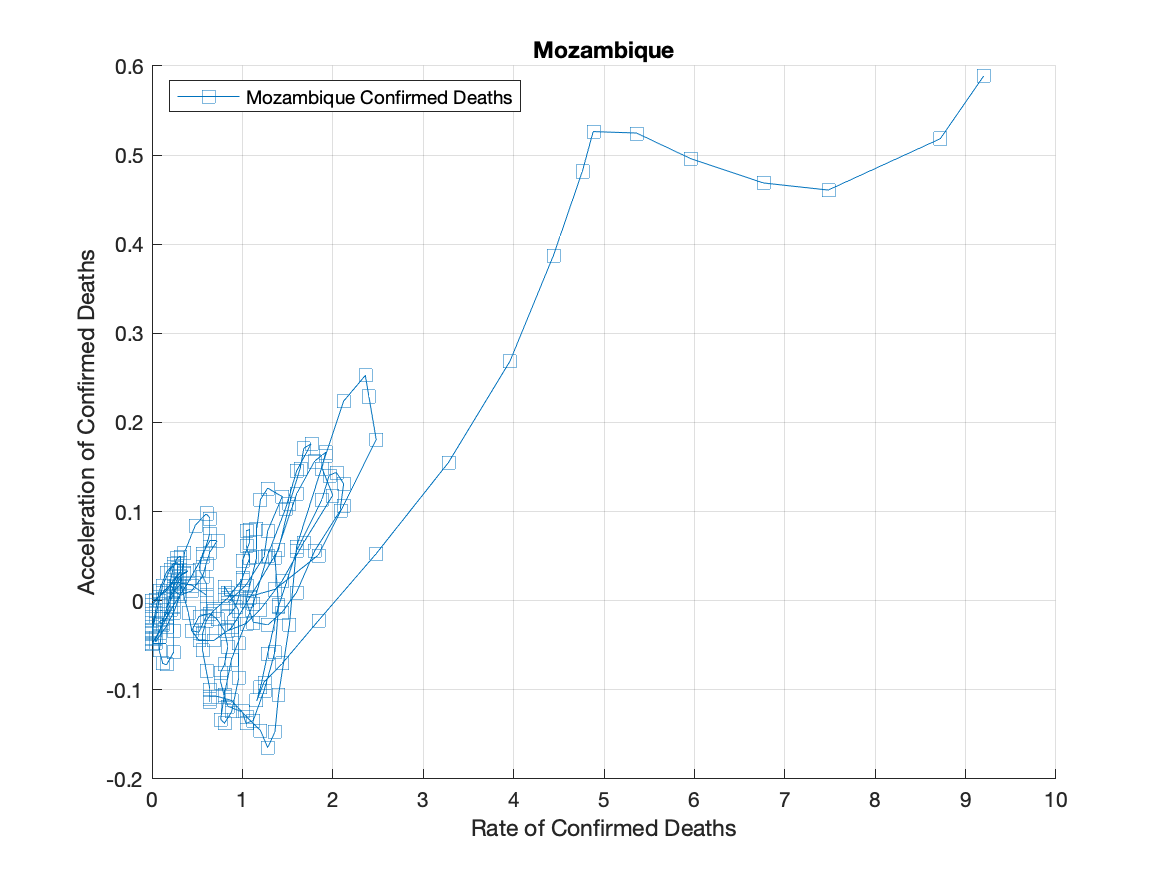 Mozambique
Mozambique Confirmed Deaths
Acceleration of Confirmed Deaths
0.6
0.5
0.4
0.3
0.2
0.1
0
-0.1
-0.2
0 1 2 3 4 5 6 7 8 9 10
Rate of Confirmed Deaths